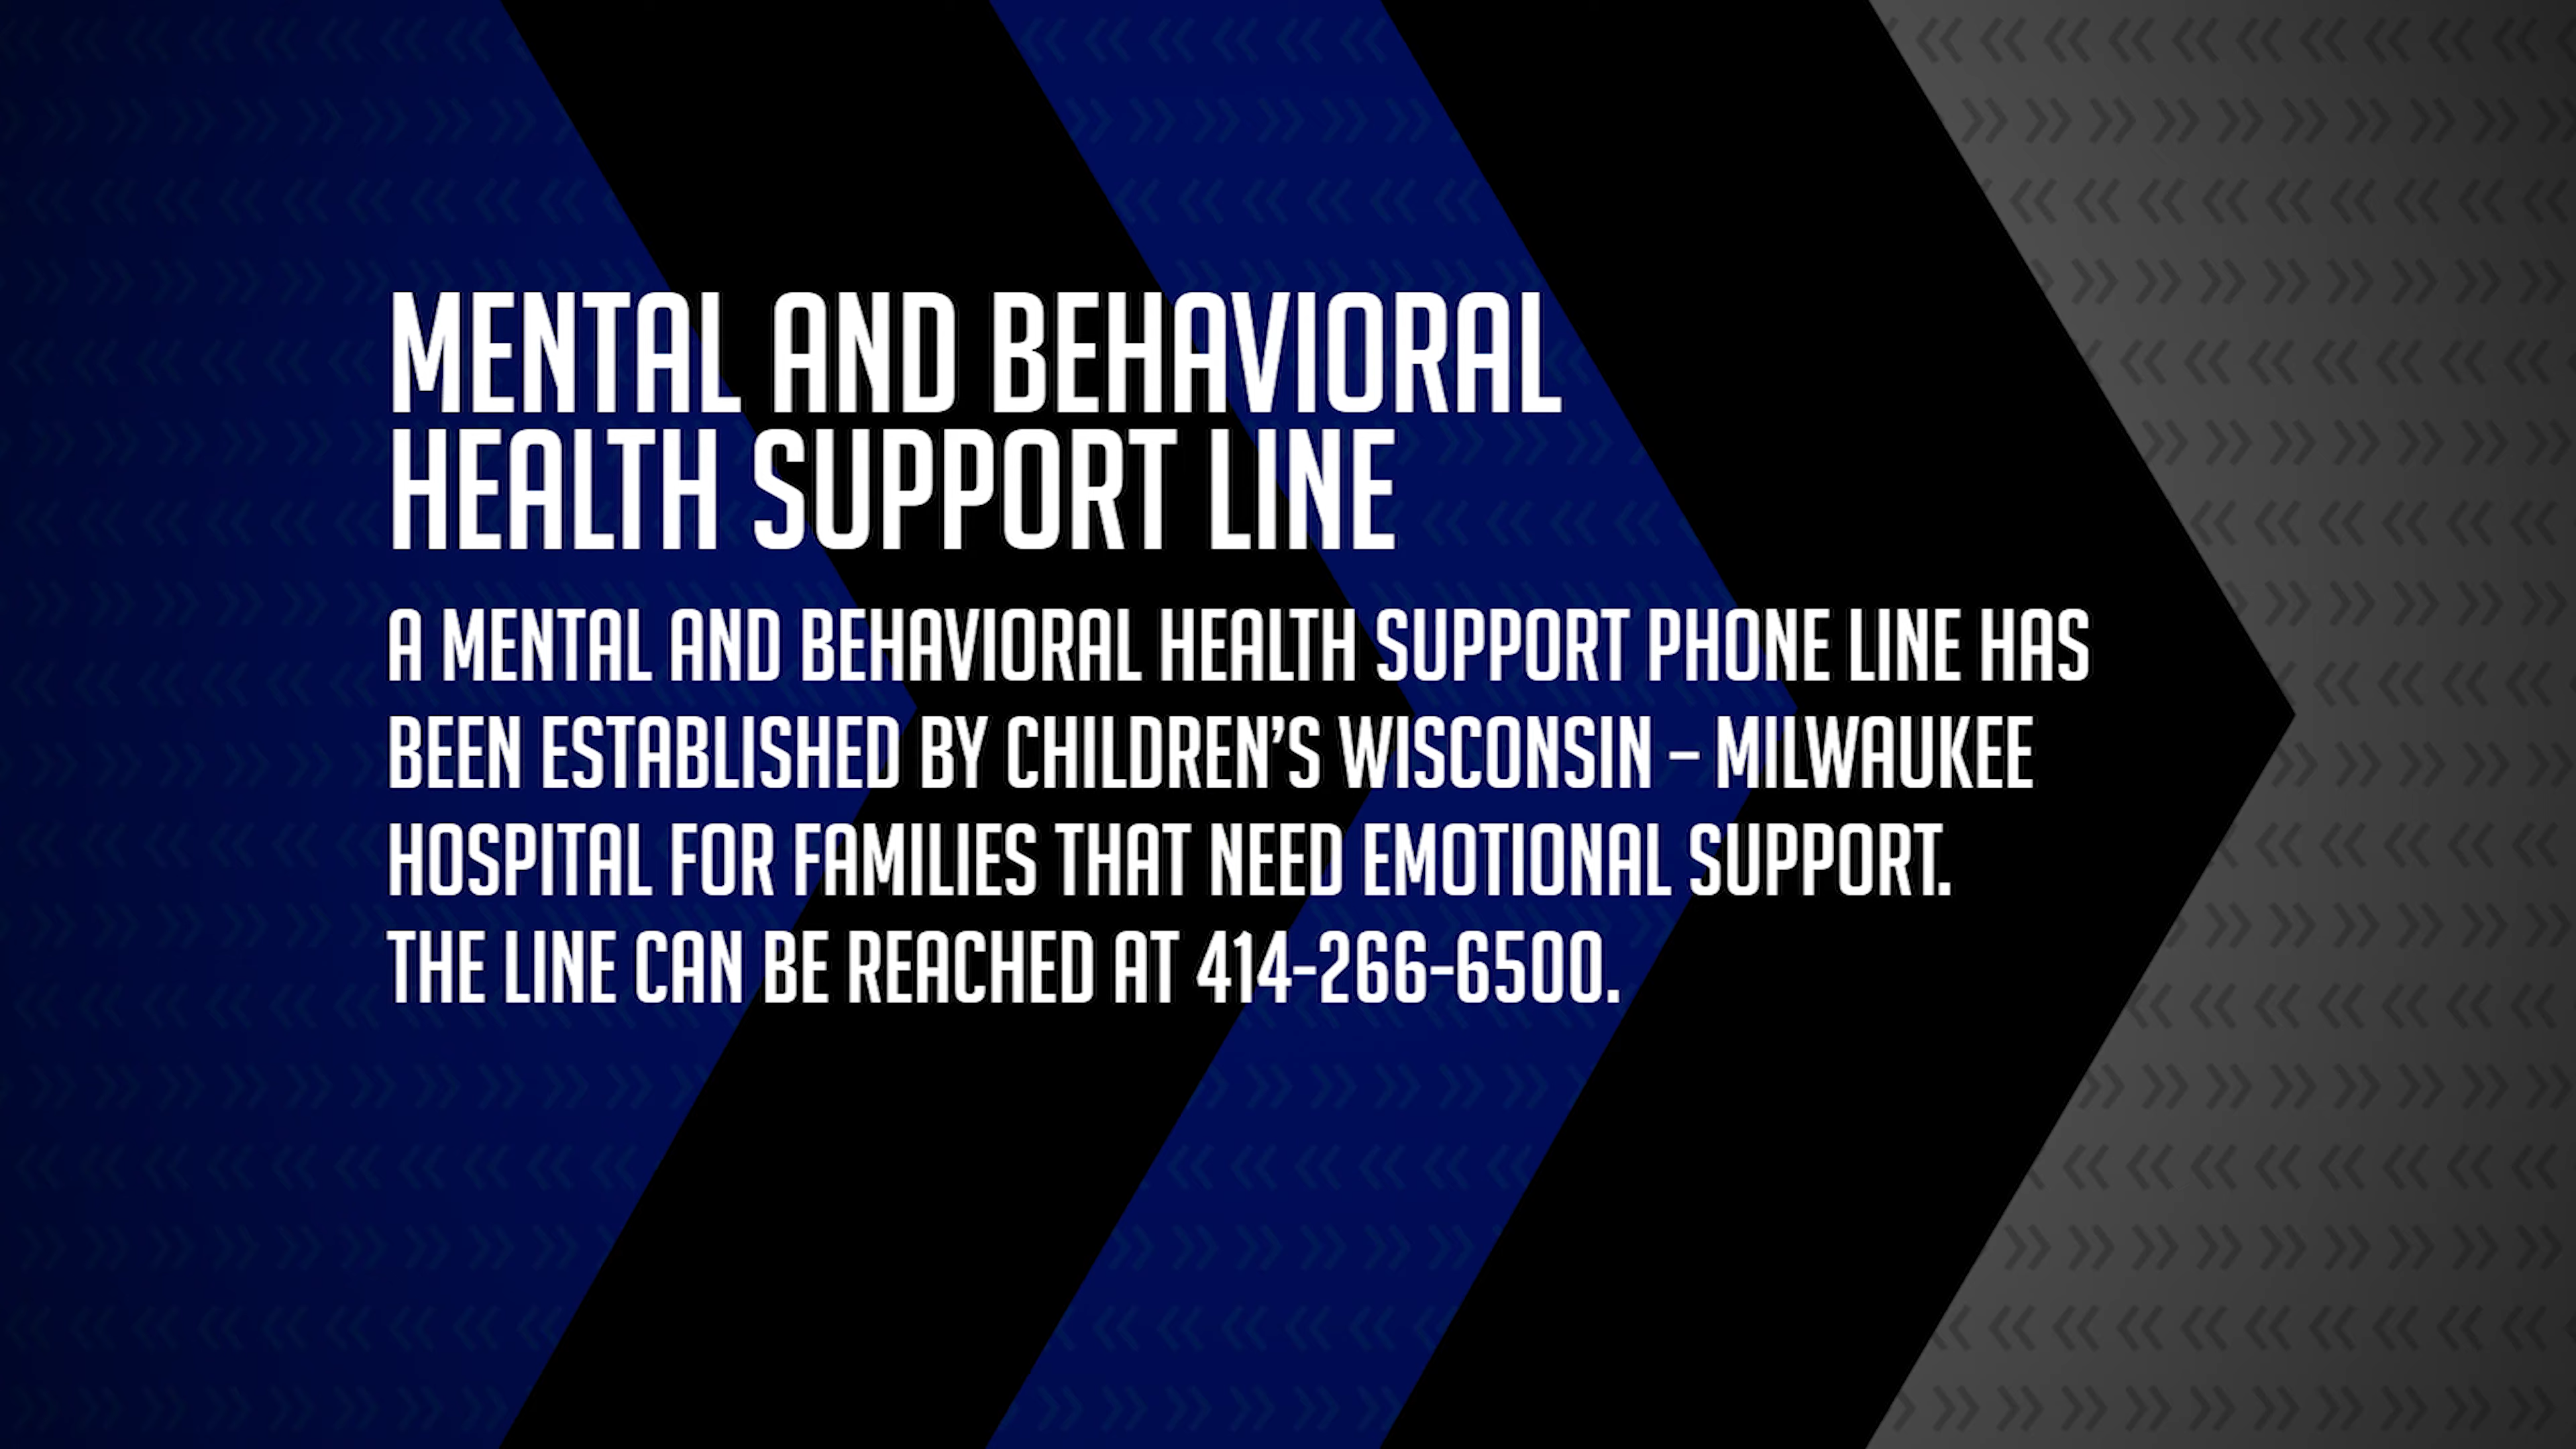 MENTAL AND BEHAVIORAL
HEALTH SUPPORT LINE
A MENTAL AND BEHAVIORAL HEALTH SUPPORT PHONE LINE HAS
BEEN ESTABLISHED BY CHILDREN'S WISCONSIN – MILWAUKEE
HOSPITAL FOR FAMILIES THAT NEED EMOTIONAL SUPPORT.
THE LINE CAN BE REACHED AT 414-266-6500.